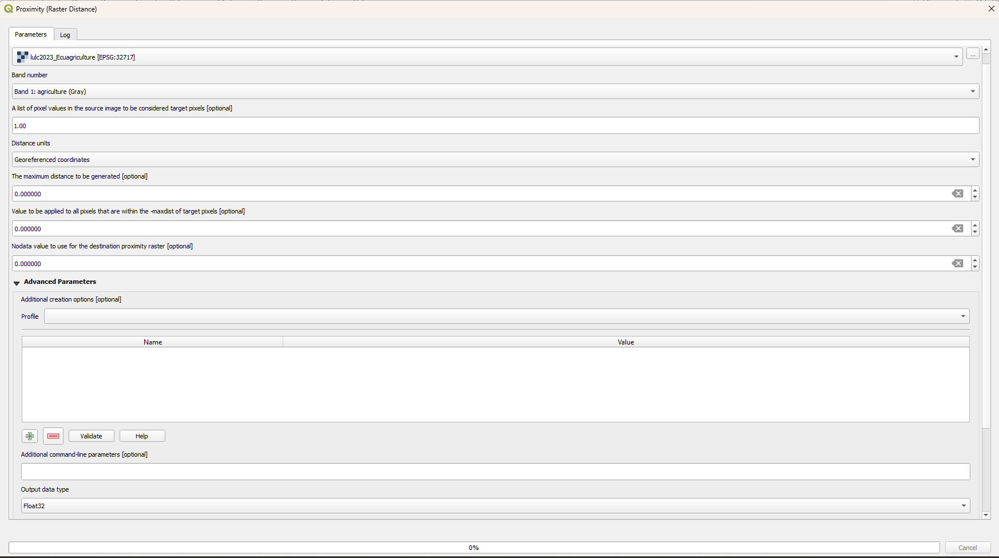 Proximity (Raster Distance)
Parameters
Log
lulc2023_Ecuagriculture [EPSG:32717]
...
Band number
Band 1: agriculture (Gray)
A list of pixel values in the source image to be considered target pixels [optional]
1.00
Distance units
Georeferenced coordinates
The maximum distance to be generated [optional]
0.000000
Value to be applied to all pixels that are within the -maxdist of target pixels [optional]
0.000000
Nodata value to use for the destination proximity raster [optional]
0.000000
Advanced Parameters
Additional creation options [optional]
Profile
Name Value
Validate Help
Additional command-line parameters [optional]
Output data type
Float32
0%
Cancel